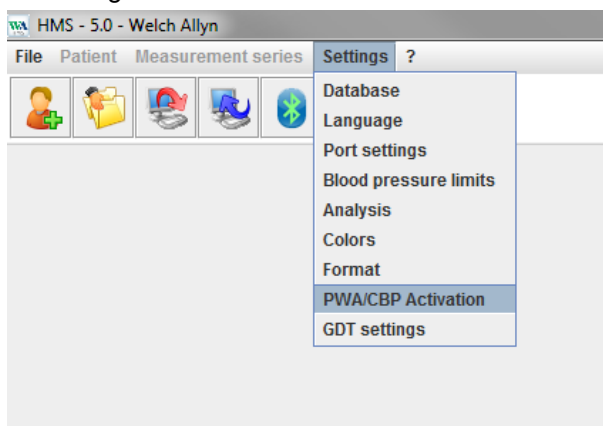 HMS - 5.0 - Welch Allyn
File Patient Measurement series Settings ?
Database
Language
Port settings
Blood pressure limits
Analysis
Colors
Format
PWA/CBP Activation
GDT settings